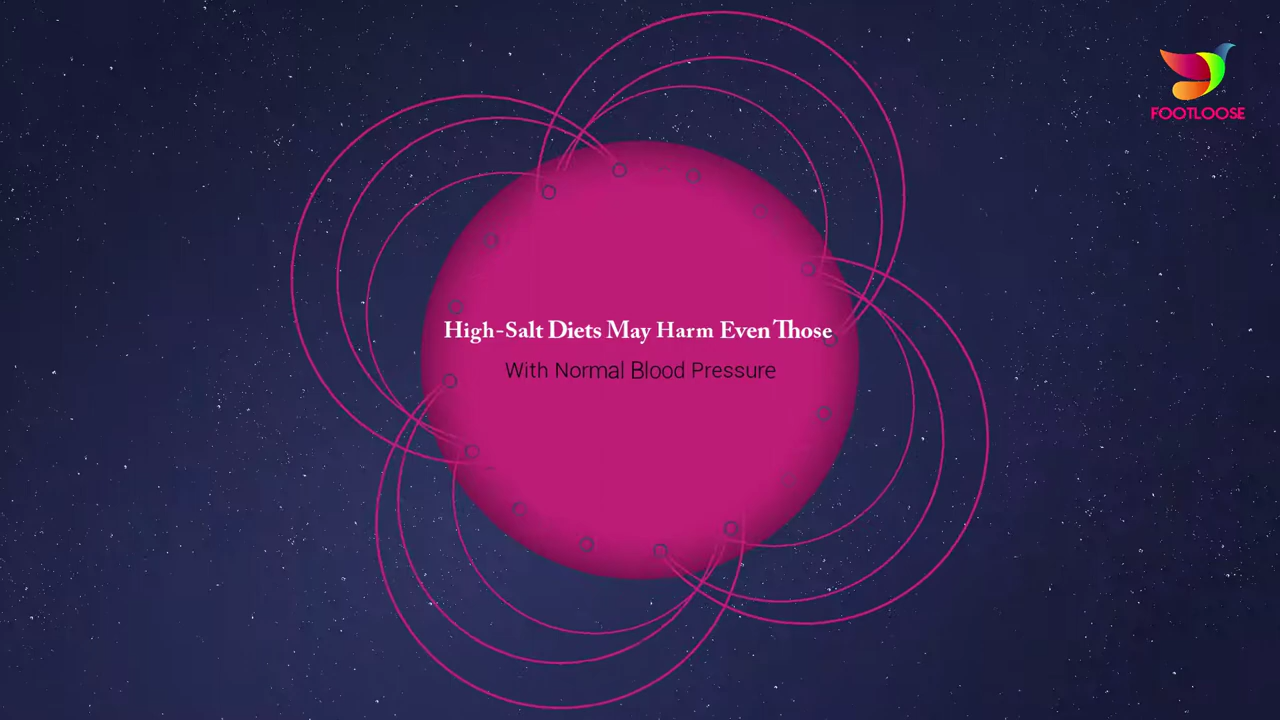 FOOTLOOSE
High-Salt Diets May Harm Even Those
With Normal Blood Pressure